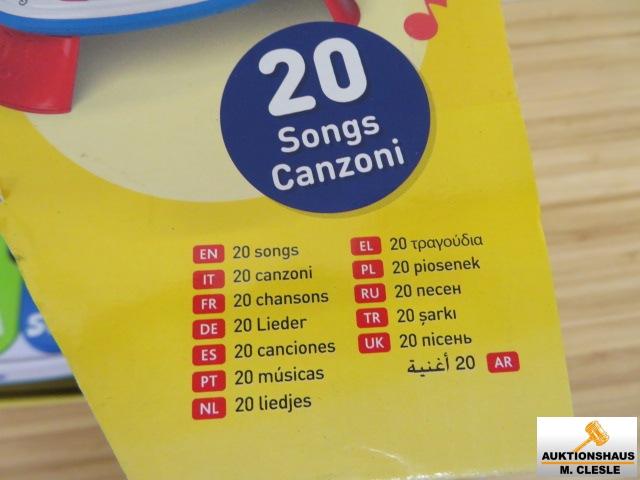 20
Songs
Canzoni
EN 20 songs
IT 20 canzoni
FR 20 chansons
DE 20 Lieder
ES 20 canciones
PT 20 músicas
NL 20 liedjes
EL 20 τραγούδια
PL 20 piosenek
RU 20 песен
TR 20 şarkı
UK 20 пісень
20 أغنية AR
AUKTIONSHAUS
M. CLESLE